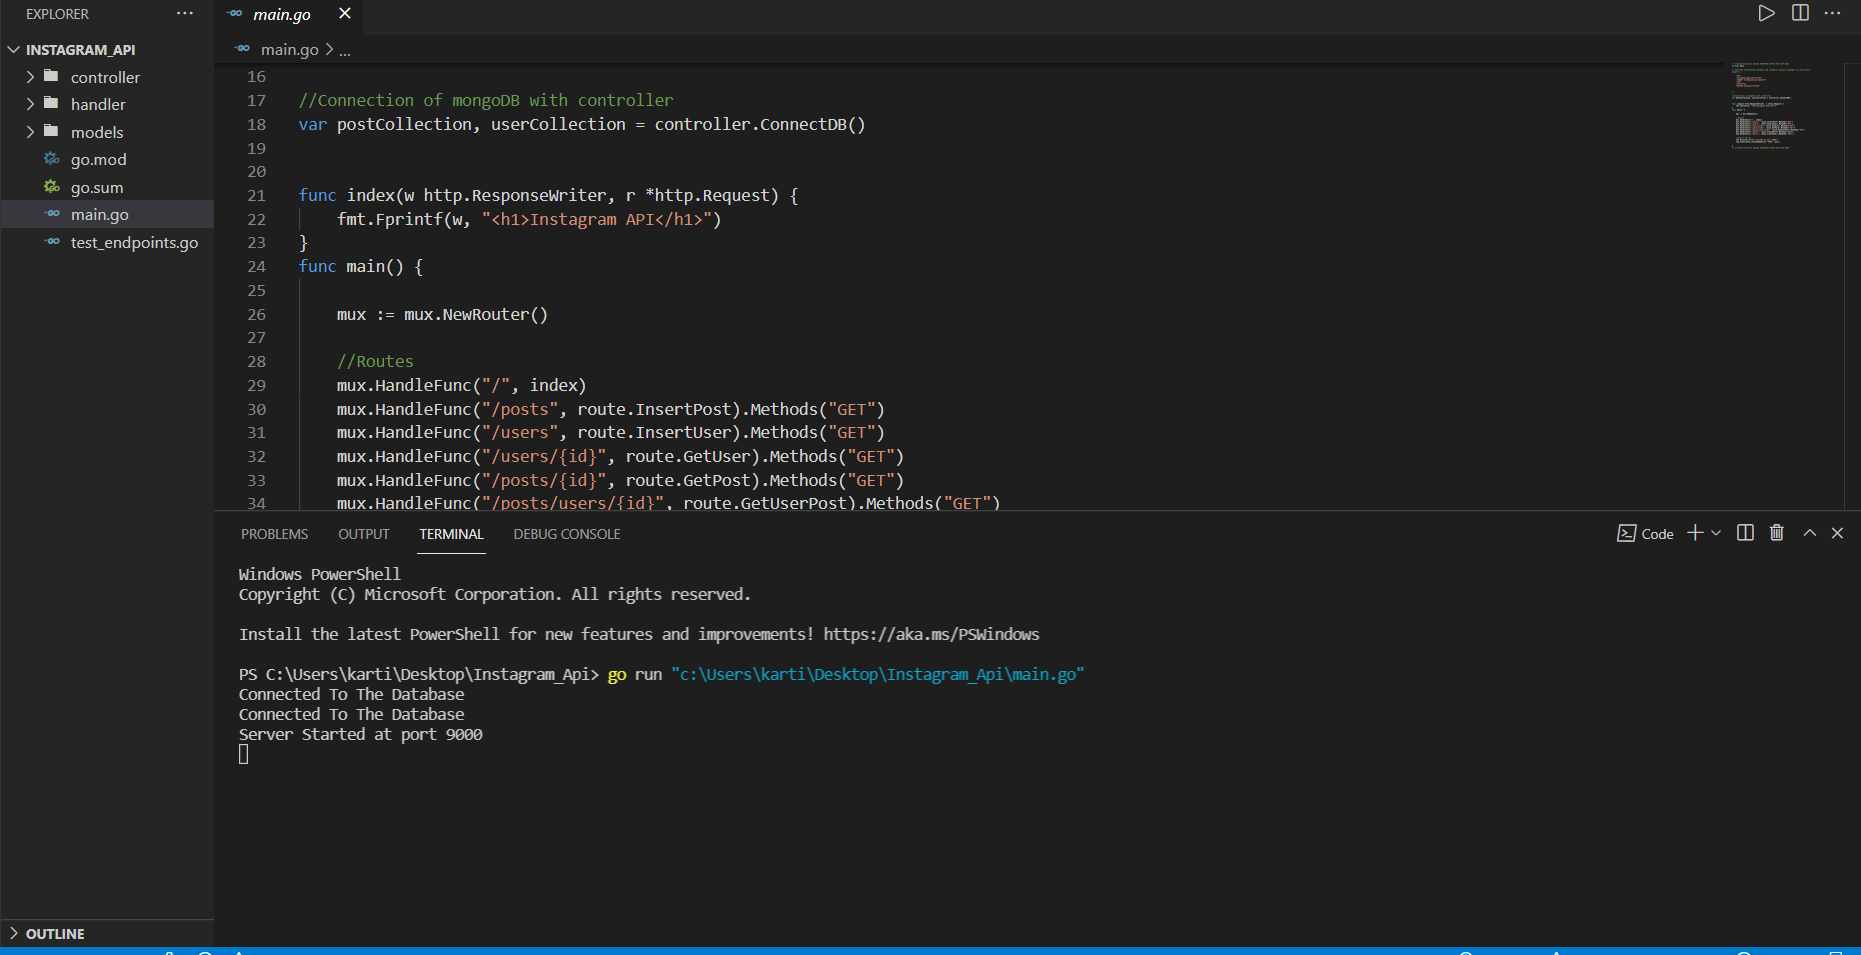 EXPLORER
INSTAGRAM_API
controller
handler
models
go.mod
go.sum
main.go
test_endpoints.go
OUTLINE
main.go
main.go > ...
16
17 //Connection of mongoDB with controller
18 var postCollection, userCollection = controller.ConnectDB()
19
20
21 func index(w http.ResponseWriter, r *http.Request) {
22 fmt.Fprintf(w, "<h1>Instagram API</h1>")
23 }
24 func main() {
25
26 mux := mux.NewRouter()
27
28 //Routes
29 mux.HandleFunc("/", index)
30 mux.HandleFunc("/posts", route.InsertPost).Methods("GET")
31 mux.HandleFunc("/users", route.InsertUser).Methods("GET")
32 mux.HandleFunc("/users/{id}", route.GetUser).Methods("GET")
33 mux.HandleFunc("/posts/{id}", route.GetPost).Methods("GET")
34 mux.HandleFunc("/posts/users/{id}", route.GetUserPost).Methods("GET")
PROBLEMS OUTPUT TERMINAL DEBUG CONSOLE Code
Windows PowerShell
Copyright (C) Microsoft Corporation. All rights reserved.
Install the latest PowerShell for new features and improvements! https://aka.ms/PSWindows
PS C:\Users\karti\Desktop\Instagram_Api> go run "c:\Users\karti\Desktop\Instagram_Api\main.go"
Connected To The Database
Connected To The Database
Server Started at port 9000